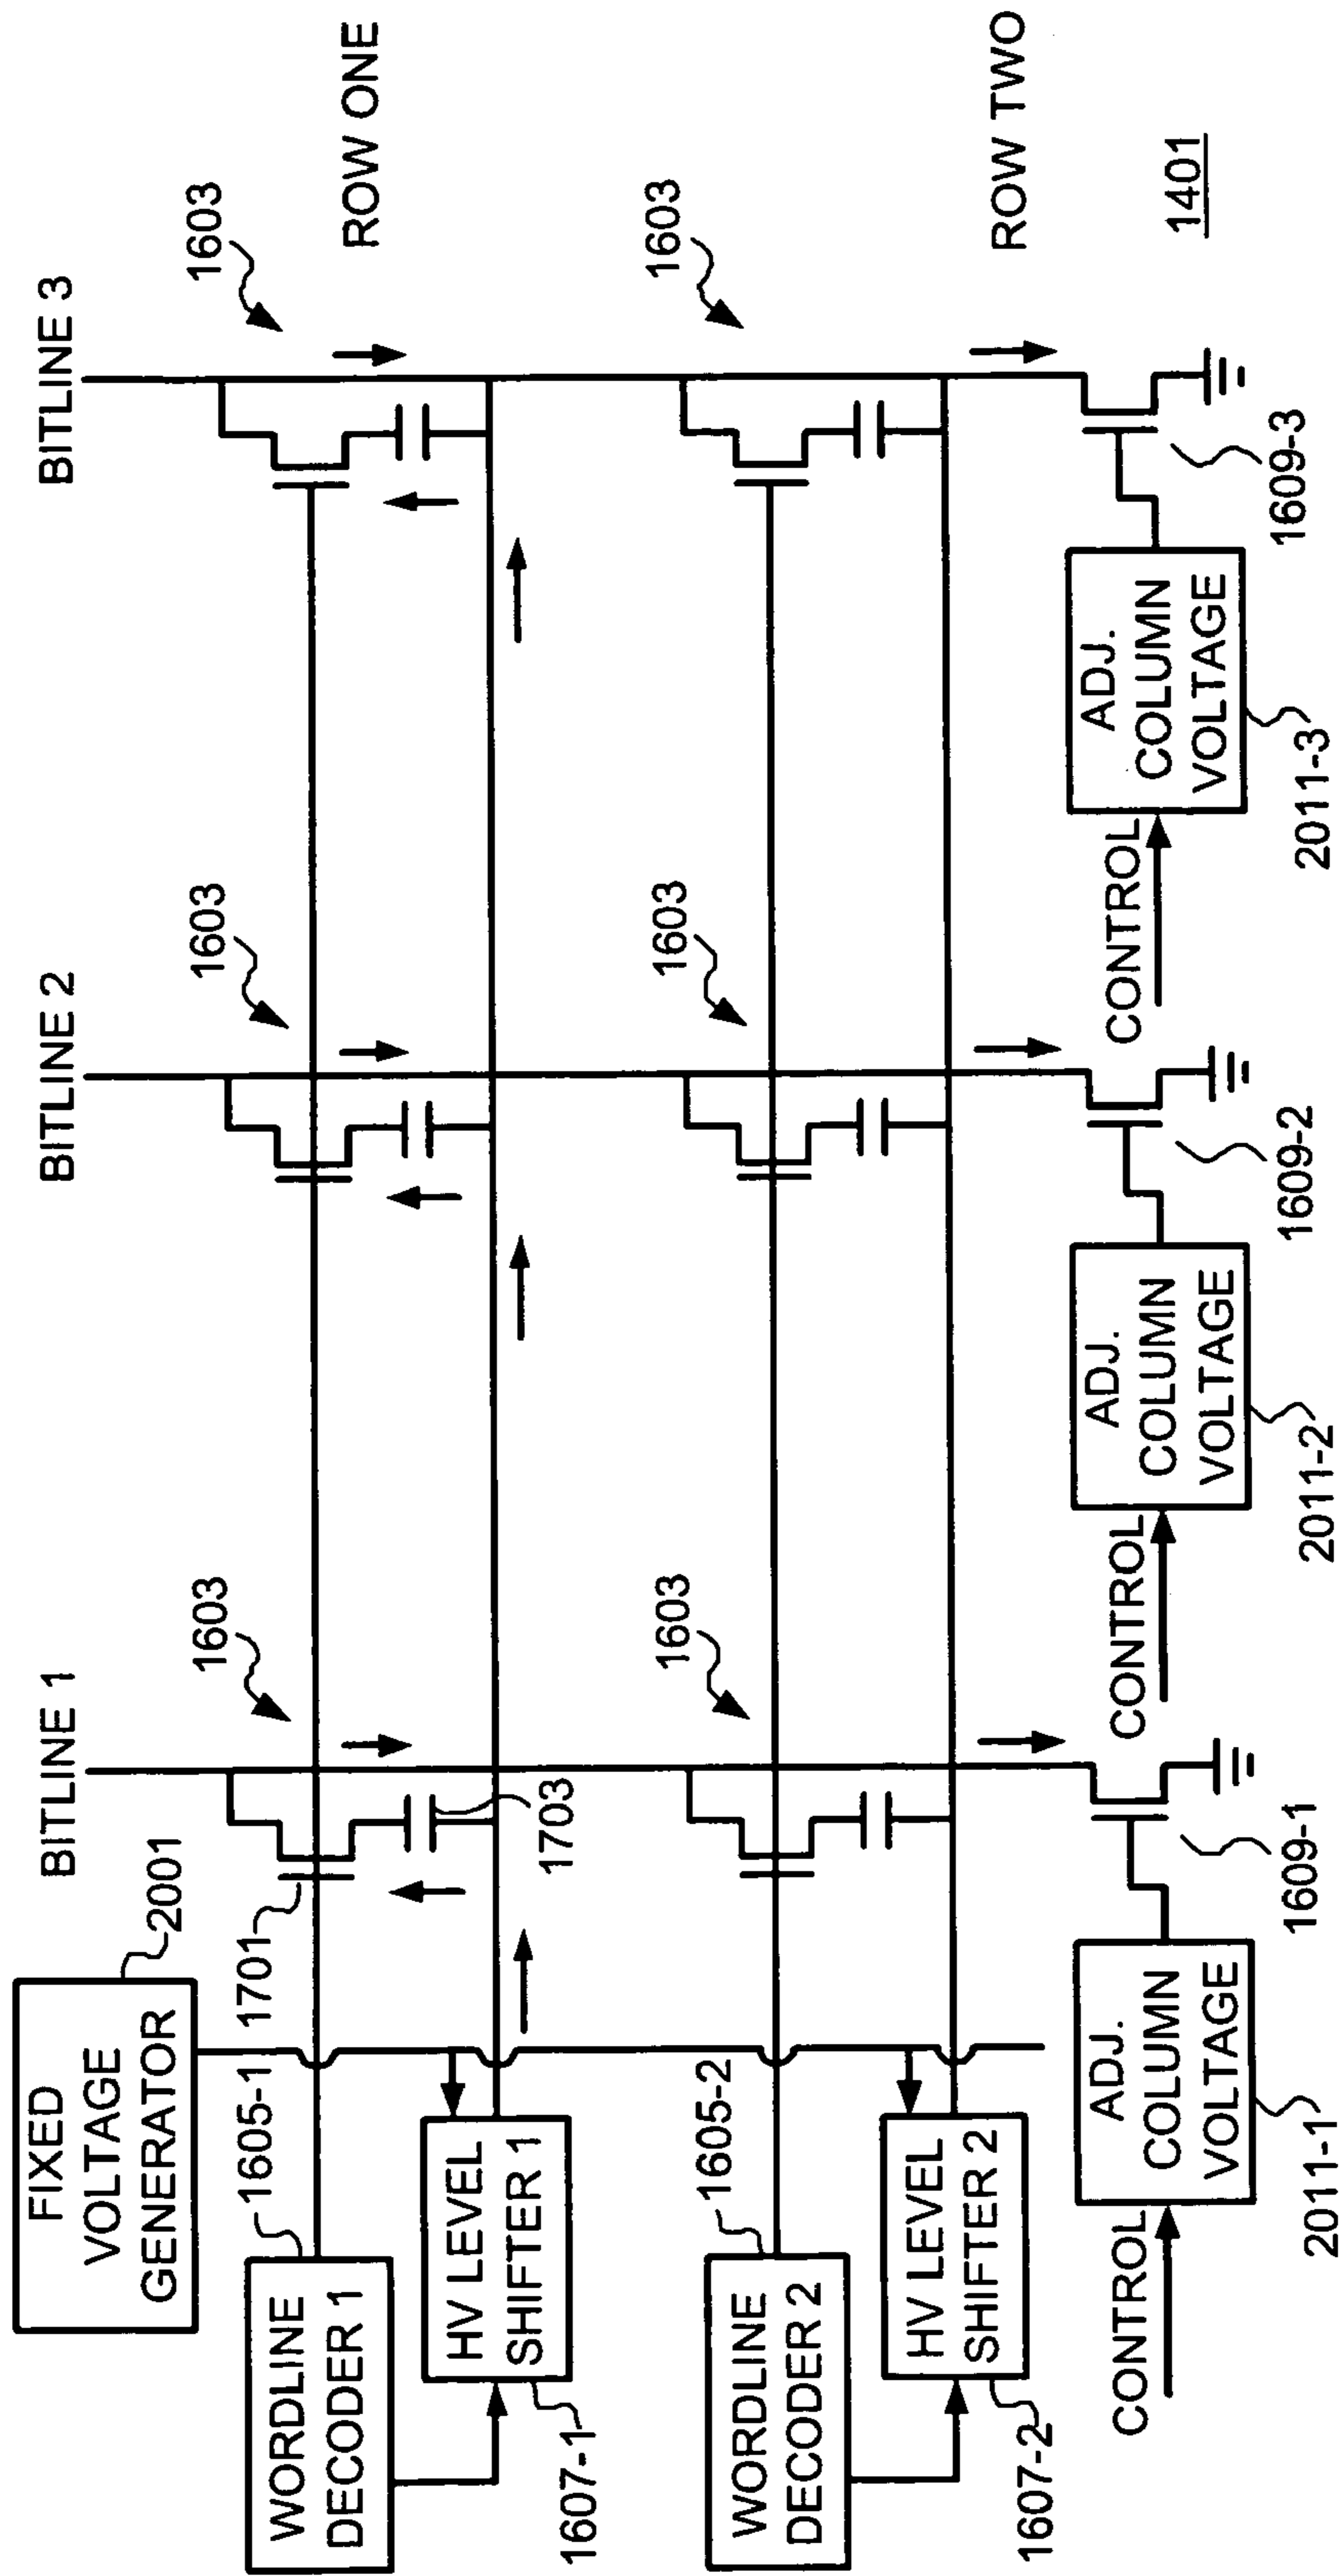 BITLINE 1
BITLINE 2
BITLINE 3
FIXED
VOLTAGE
GENERATOR
2001
1603
1603
1603
1701
1605-1
WORDLINE
DECODER 1
ROW ONE
HV LEVEL
SHIFTER 1
1703
1607-1
1603
1603
1603
1605-2
WORDLINE
DECODER 2
HV LEVEL
SHIFTER 2
1607-2
ROW TWO
CONTROL
ADJ.
COLUMN
VOLTAGE
CONTROL
ADJ.
COLUMN
VOLTAGE
CONTROL
ADJ.
COLUMN
VOLTAGE
1401
1609-1
1609-2
1609-3
2011-1
2011-2
2011-3